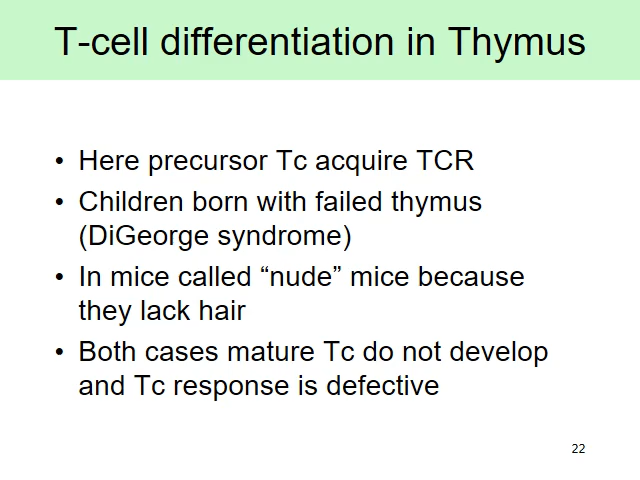 T-cell differentiation in Thymus
• Here precursor Tc acquire TCR
• Children born with failed thymus
(DiGeorge syndrome)
• In mice called “nude” mice because
they lack hair
• Both cases mature Tc do not develop
and Tc response is defective
22